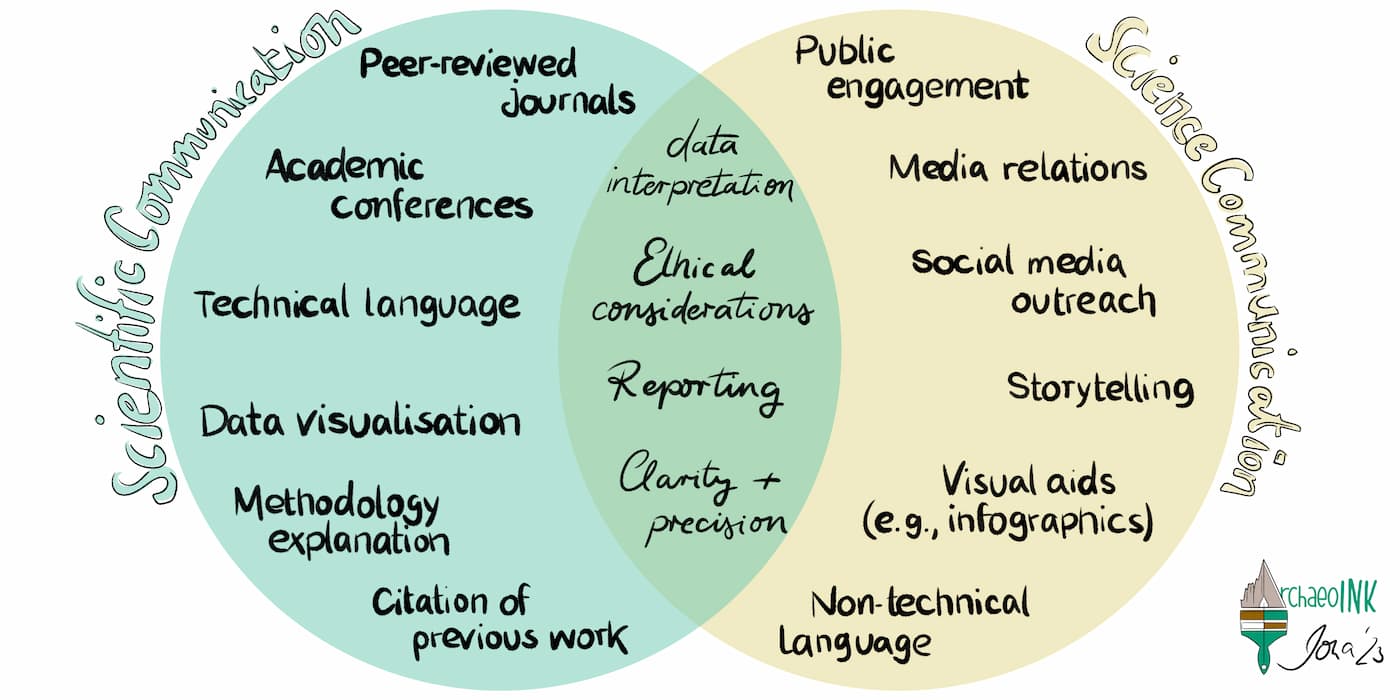 Scientific Communication
Peer-reviewed
journals
Academic
conferences
Technical language
Data visualisation
Methodology
explanation
Citation of
previous work
data
interpretation
Ethical
considerations
Reporting
Clarity +
precision
Science Communication
Public
engagement
Media relations
Social media
outreach
Storytelling
Visual aids
(e.g., infographics)
Non-technical
language
ArchaeoINK